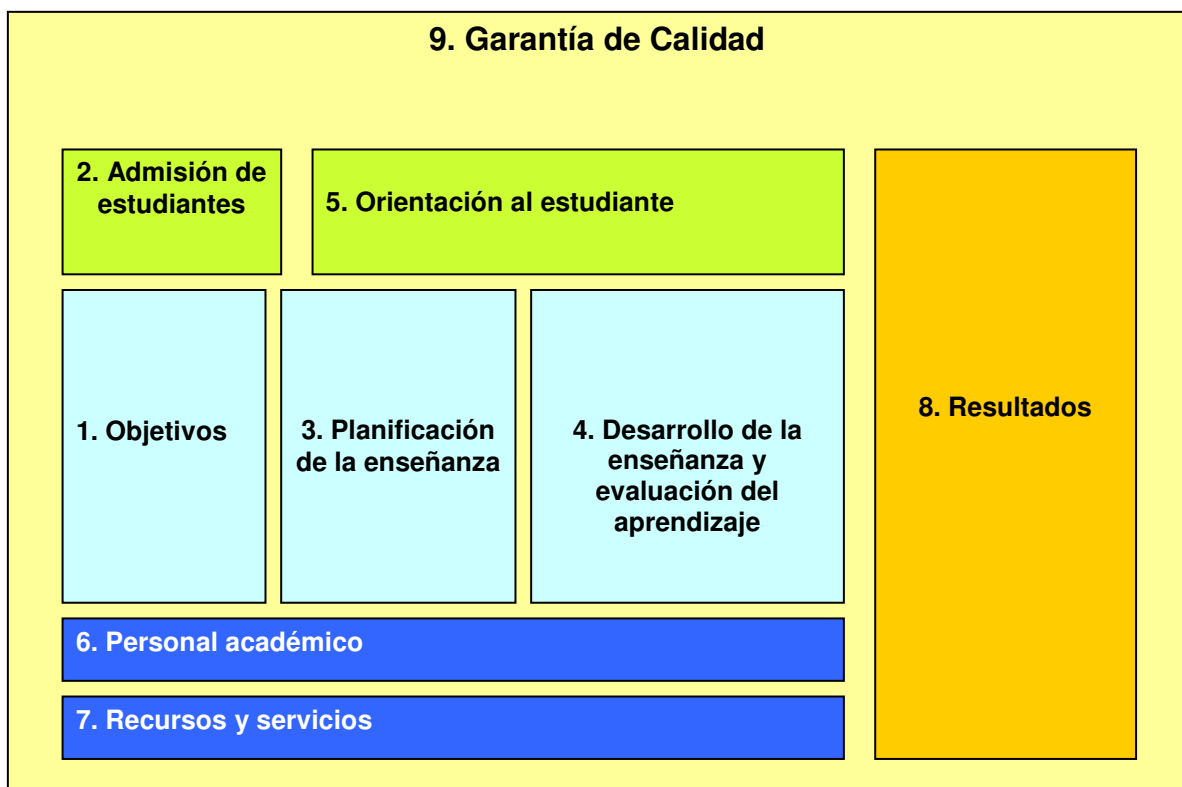 9. Garantía de Calidad
2. Admisión de
estudiantes
5. Orientación al estudiante
1. Objetivos
3. Planificación
de la enseñanza
4. Desarrollo de la
enseñanza y
evaluación del
aprendizaje
8. Resultados
6. Personal académico
7. Recursos y servicios